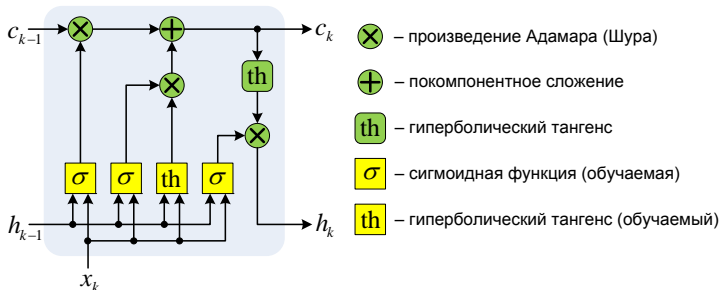 c_{k-1}
c_k
th
σ σ th σ
h_{k-1}
h_k
x_k
– произведение Адамара (Шура)
– покомпонентное сложение
th – гиперболический тангенс
σ – сигмоидная функция (обучаемая)
th – гиперболический тангенс (обучаемый)